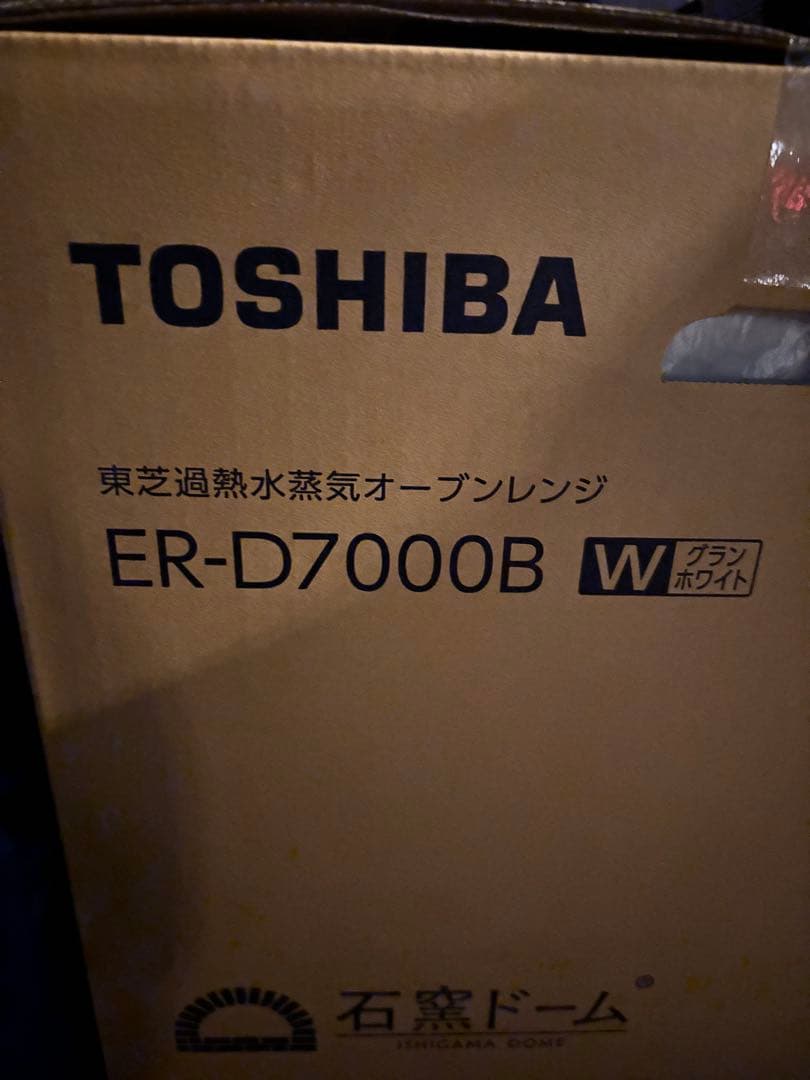 TOSHIBA
東芝過熱水蒸気オーブンレンジ
ER-D7000B W グラン
ホワイト
石窯ドーム®
ISHIGAMA DOME